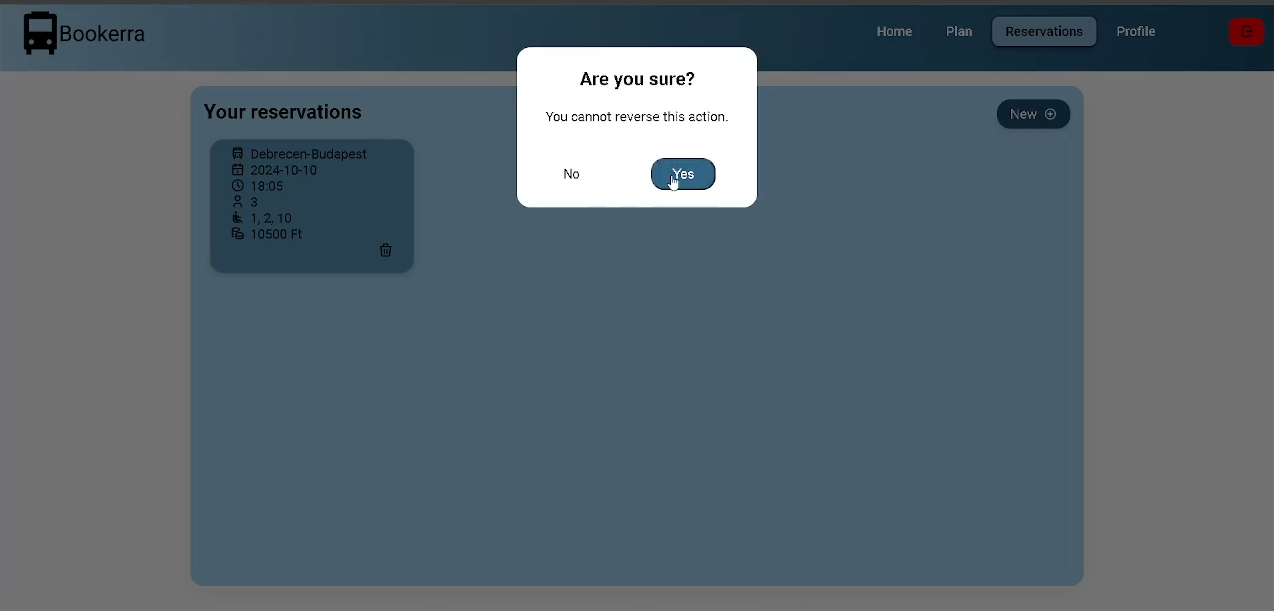 Bookerra
Home
Plan
Reservations
Profile
Are you sure?
You cannot reverse this action.
No
Yes
Your reservations
New
Debrecen-Budapest
2024-10-10
18:05
3
1, 2, 10
10500 Ft